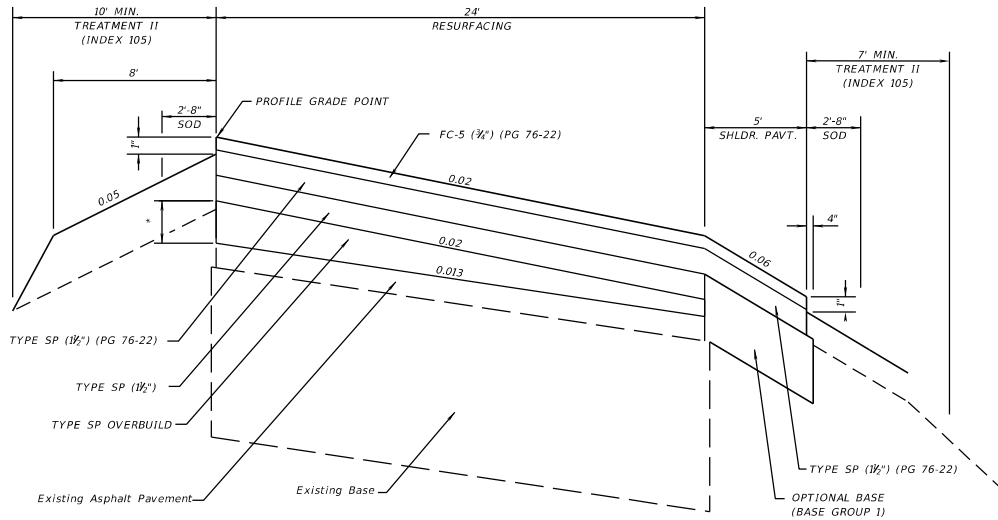 10' MIN.
TREATMENT II
(INDEX 105)
24'
RESURFACING
7' MIN.
TREATMENT II
(INDEX 105)
8'
2'-8"
SOD
PROFILE GRADE POINT
FC-5 (¾") (PG 76-22)
5'
SHLDR. PAVT.
2'-8"
SOD
1"
0.05
0.02
*
4"
0.02
0.06
0.013
1"
TYPE SP (1½") (PG 76-22)
TYPE SP (1½")
TYPE SP OVERBUILD
TYPE SP (1½") (PG 76-22)
Existing Asphalt Pavement
Existing Base
OPTIONAL BASE
(BASE GROUP 1)